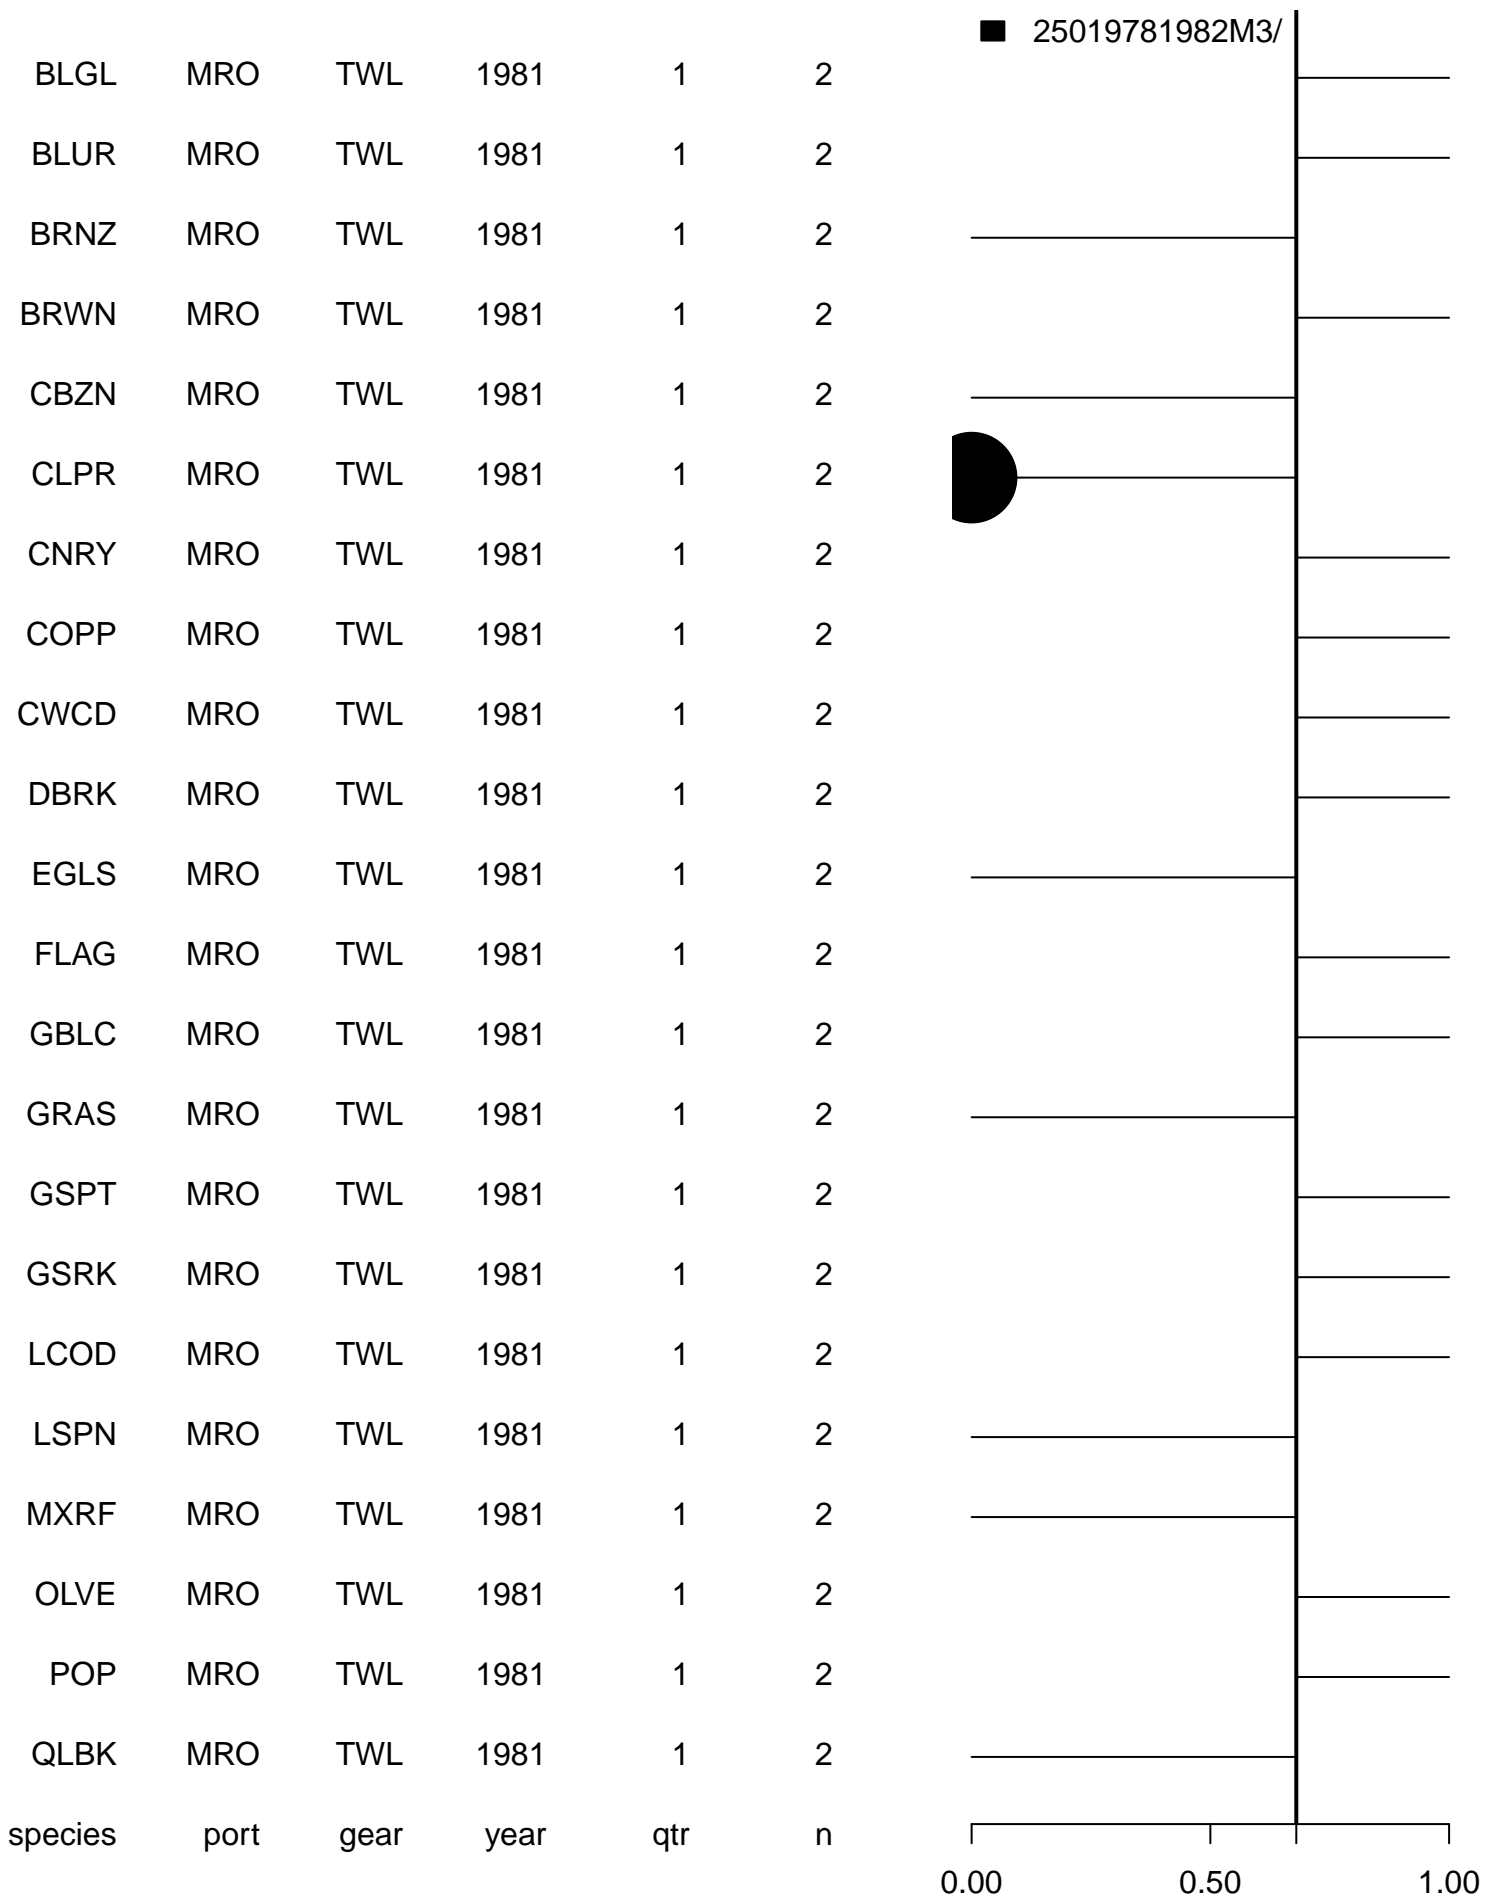 25019781982M3/
BLGL MRO TWL 1981 1 2
BLUR MRO TWL 1981 1 2
BRNZ MRO TWL 1981 1 2
BRWN MRO TWL 1981 1 2
CBZN MRO TWL 1981 1 2
CLPR MRO TWL 1981 1 2
CNRY MRO TWL 1981 1 2
COPP MRO TWL 1981 1 2
CWCD MRO TWL 1981 1 2
DBRK MRO TWL 1981 1 2
EGLS MRO TWL 1981 1 2
FLAG MRO TWL 1981 1 2
GBLC MRO TWL 1981 1 2
GRAS MRO TWL 1981 1 2
GSPT MRO TWL 1981 1 2
GSRK MRO TWL 1981 1 2
LCOD MRO TWL 1981 1 2
LSPN MRO TWL 1981 1 2
MXRF MRO TWL 1981 1 2
OLVE MRO TWL 1981 1 2
POP MRO TWL 1981 1 2
QLBK MRO TWL 1981 1 2
species port gear year qtr n
0.00 0.50 1.00